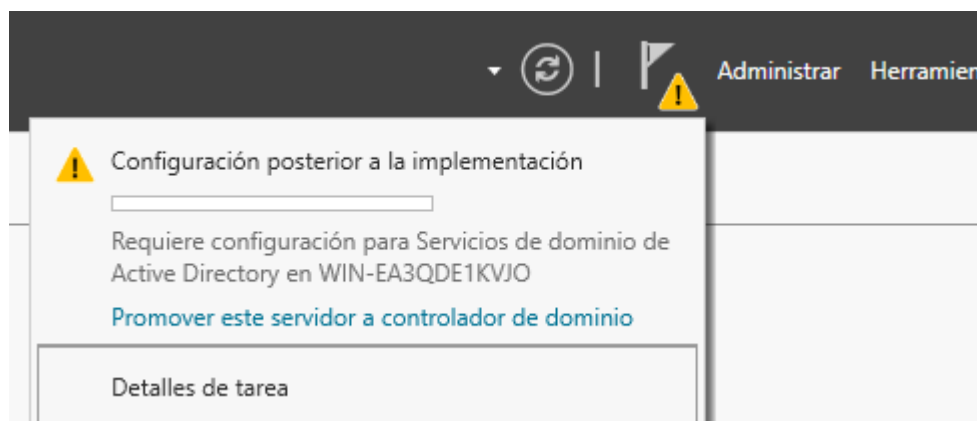 Administrar Herramien
Configuración posterior a la implementación
Requiere configuración para Servicios de dominio de
Active Directory en WIN-EA3QDE1KVJO
Promover este servidor a controlador de dominio
Detalles de tarea